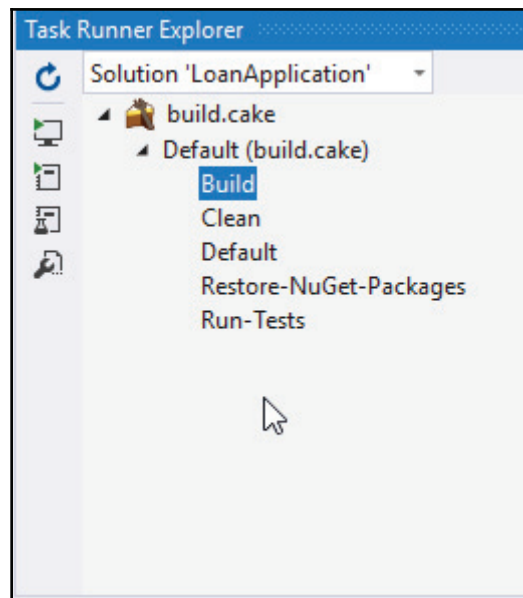 Task Runner Explorer
Solution 'LoanApplication'
build.cake
Default (build.cake)
Build
Clean
Default
Restore-NuGet-Packages
Run-Tests